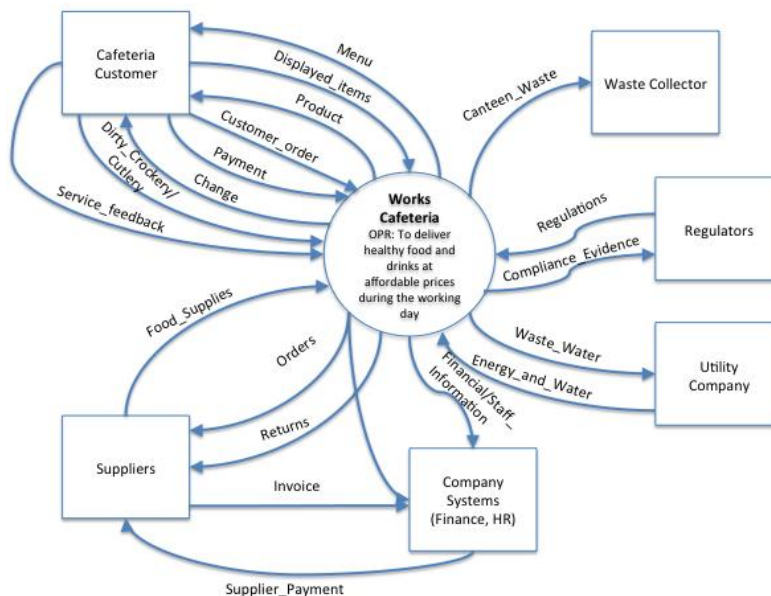 Cafeteria
Customer
Menu
Displayed_items
Product
Customer_order
Payment
Change
Dirty_Crockery/
Cutlery
Service_feedback
Canteen_Waste
Waste Collector
Works
Cafeteria
OPR: To deliver
healthy food and
drinks at
affordable prices
during the working
day
Regulations
Compliance_Evidence
Regulators
Waste_Water
Energy_and_Water
Utility
Company
Food_Supplies
Orders
Returns
Financial/Staff_
Information
Suppliers
Invoice
Company
Systems
(Finance, HR)
Supplier_Payment